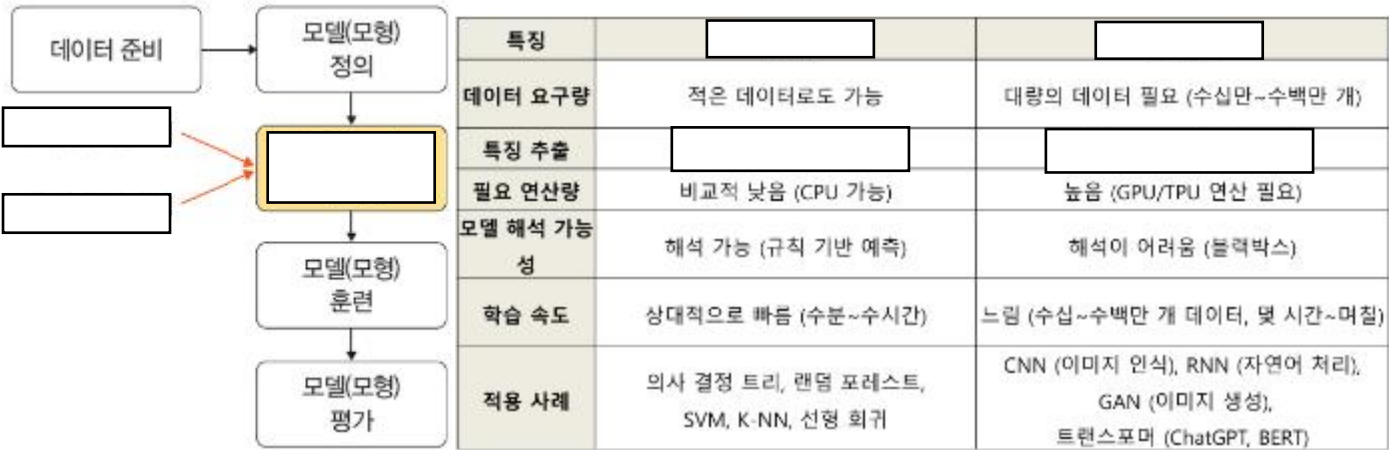 데이터 준비
모델(모형)
정의
모델(모형)
훈련
모델(모형)
평가
특징
데이터 요구량
적은 데이터로도 가능
대량의 데이터 필요 (수십만~수백만 개)
특징 추출
필요 연산량
비교적 낮음 (CPU 가능)
높음 (GPU/TPU 연산 필요)
모델 해석 가능
성
해석 가능 (규칙 기반 예측)
해석이 어려움 (블랙박스)
학습 속도
상대적으로 빠름 (수분~수시간)
느림 (수십~수백만 개 데이터, 몇 시간~며칠)
적용 사례
의사 결정 트리, 랜덤 포레스트,
SVM, K-NN, 선형 회귀
CNN (이미지 인식), RNN (자연어 처리),
GAN (이미지 생성),
트랜스포머 (ChatGPT, BERT)